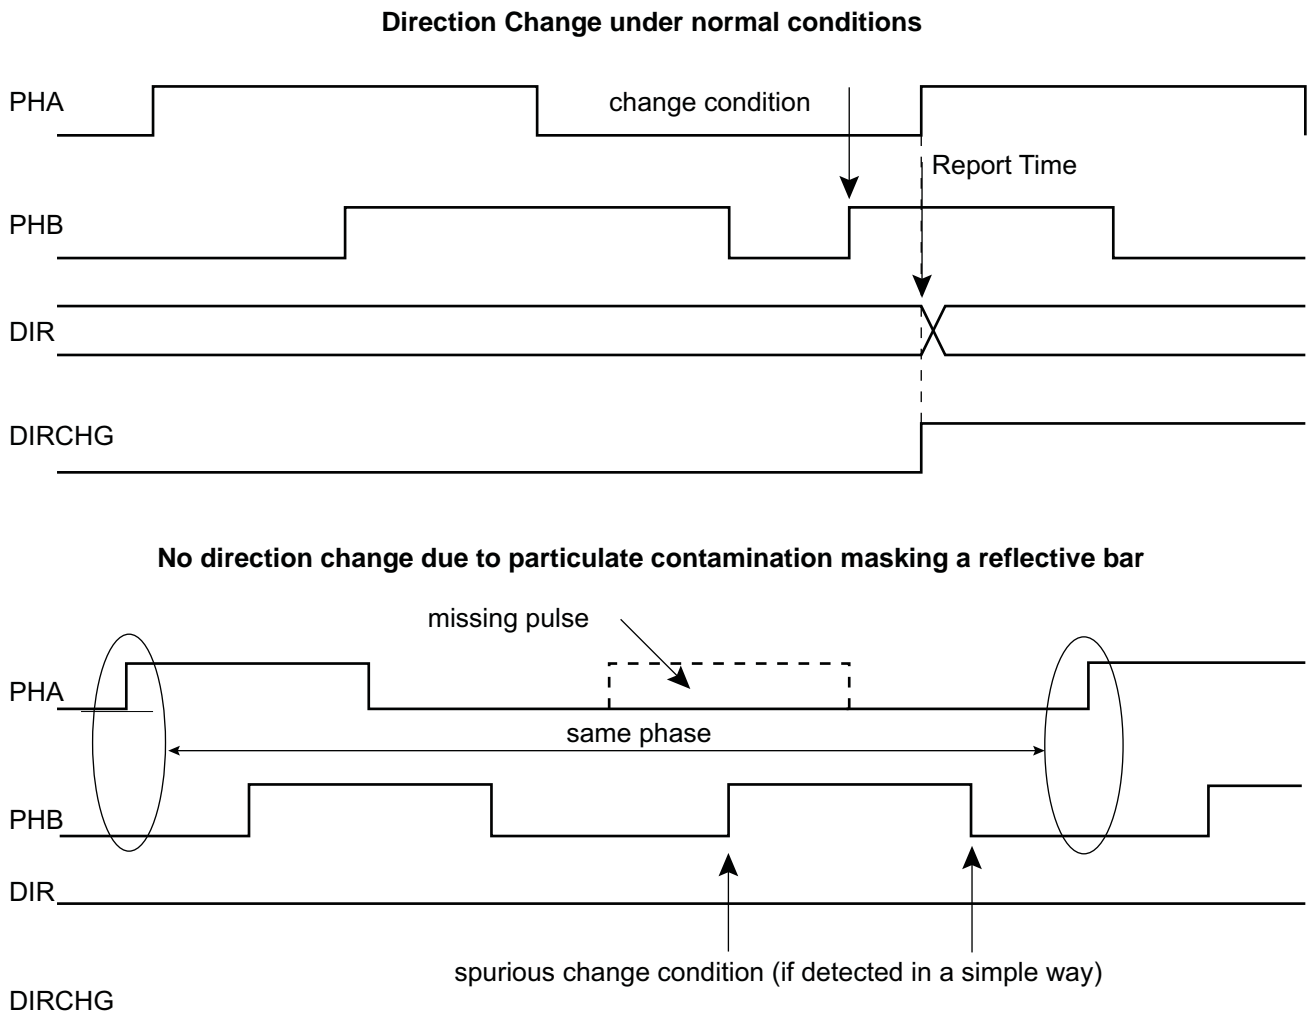 Direction Change under normal conditions
PHA
change condition
Report Time
PHB
DIR
DIRCHG
No direction change due to particulate contamination masking a reflective bar
missing pulse
PHA
same phase
PHB
DIR
spurious change condition (if detected in a simple way)
DIRCHG